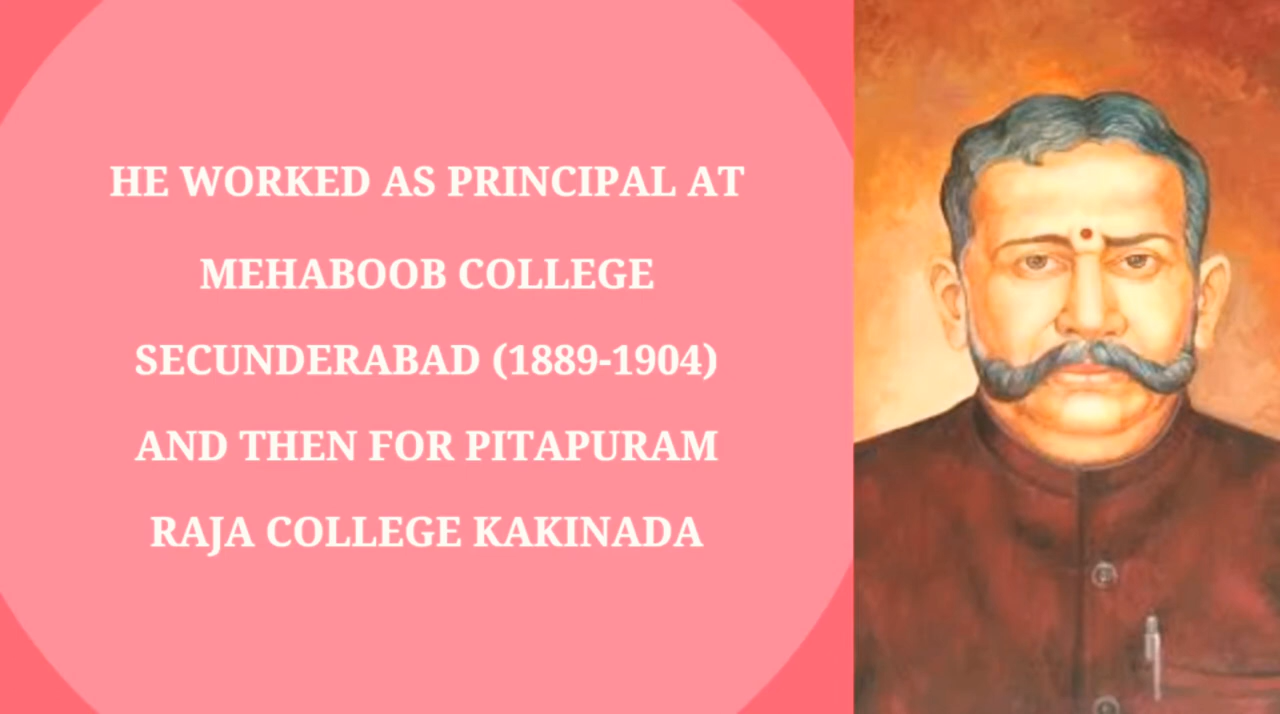 HE WORKED AS PRINCIPAL AT
MEHABOOB COLLEGE
SECUNDERABAD (1889-1904)
AND THEN FOR PITAPURAM
RAJA COLLEGE KAKINADA